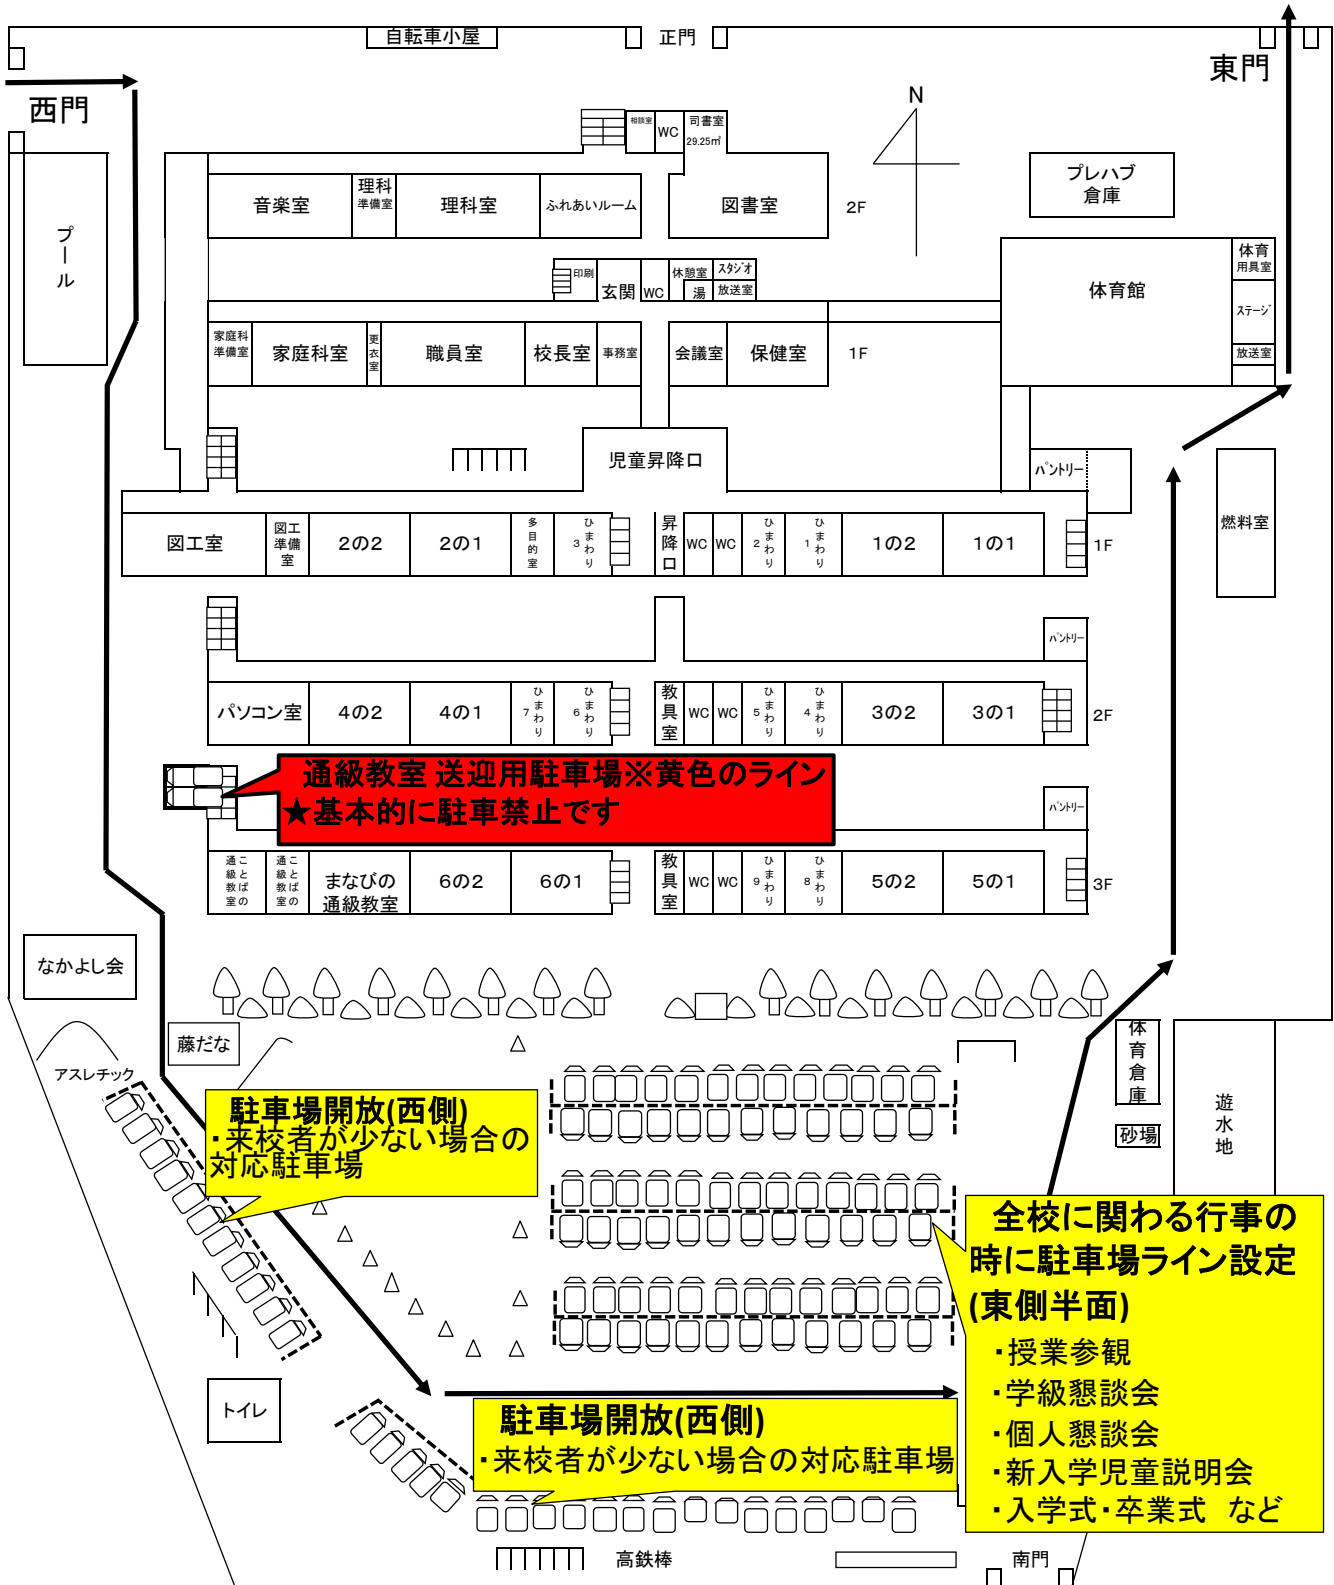 自転車小屋
正門
東門
西門
N
相談室
WC
司書室
29.25㎡
プレハブ
倉庫
音楽室
理科
準備室
理科室
ふれあいルーム
図書室
2F
プール
体育
用具室
体育館
ステージ
放送室
印刷
玄関
WC
休憩室
湯
スタジオ
放送室
家庭科
準備室
家庭科室
更衣室
職員室
校長室
事務室
会議室
保健室
1F
児童昇降口
パントリー
燃料室
図工室
図工
準備
室
2の2
2の1
多目的室
ひまわり
3
昇降口
WC
WC
ひまわり
2
ひまわり
1
1の2
1の1
1F
パントリー
パソコン室
4の2
4の1
ひまわり
7
ひまわり
6
教具室
WC
WC
ひまわり
5
ひまわり
4
3の2
3の1
2F
通級教室 送迎用駐車場※黄色のライン
★基本的に駐車禁止です
パントリー
ことばの
通級教室
ことばの
通級教室
まなびの
通級教室
6の2
6の1
教具室
WC
WC
ひまわり
9
ひまわり
8
5の2
5の1
3F
なかよし会
藤だな
アスレチック
体育倉庫
砂場
遊水地
駐車場開放(西側)
・来校者が少ない場合の
対応駐車場
全校に関わる行事の
時に駐車場ライン設定
(東側半面)
・授業参観
・学級懇談会
・個人懇談会
・新入学児童説明会
・入学式・卒業式 など
トイレ
駐車場開放(西側)
・来校者が少ない場合の対応駐車場
高鉄棒
南門